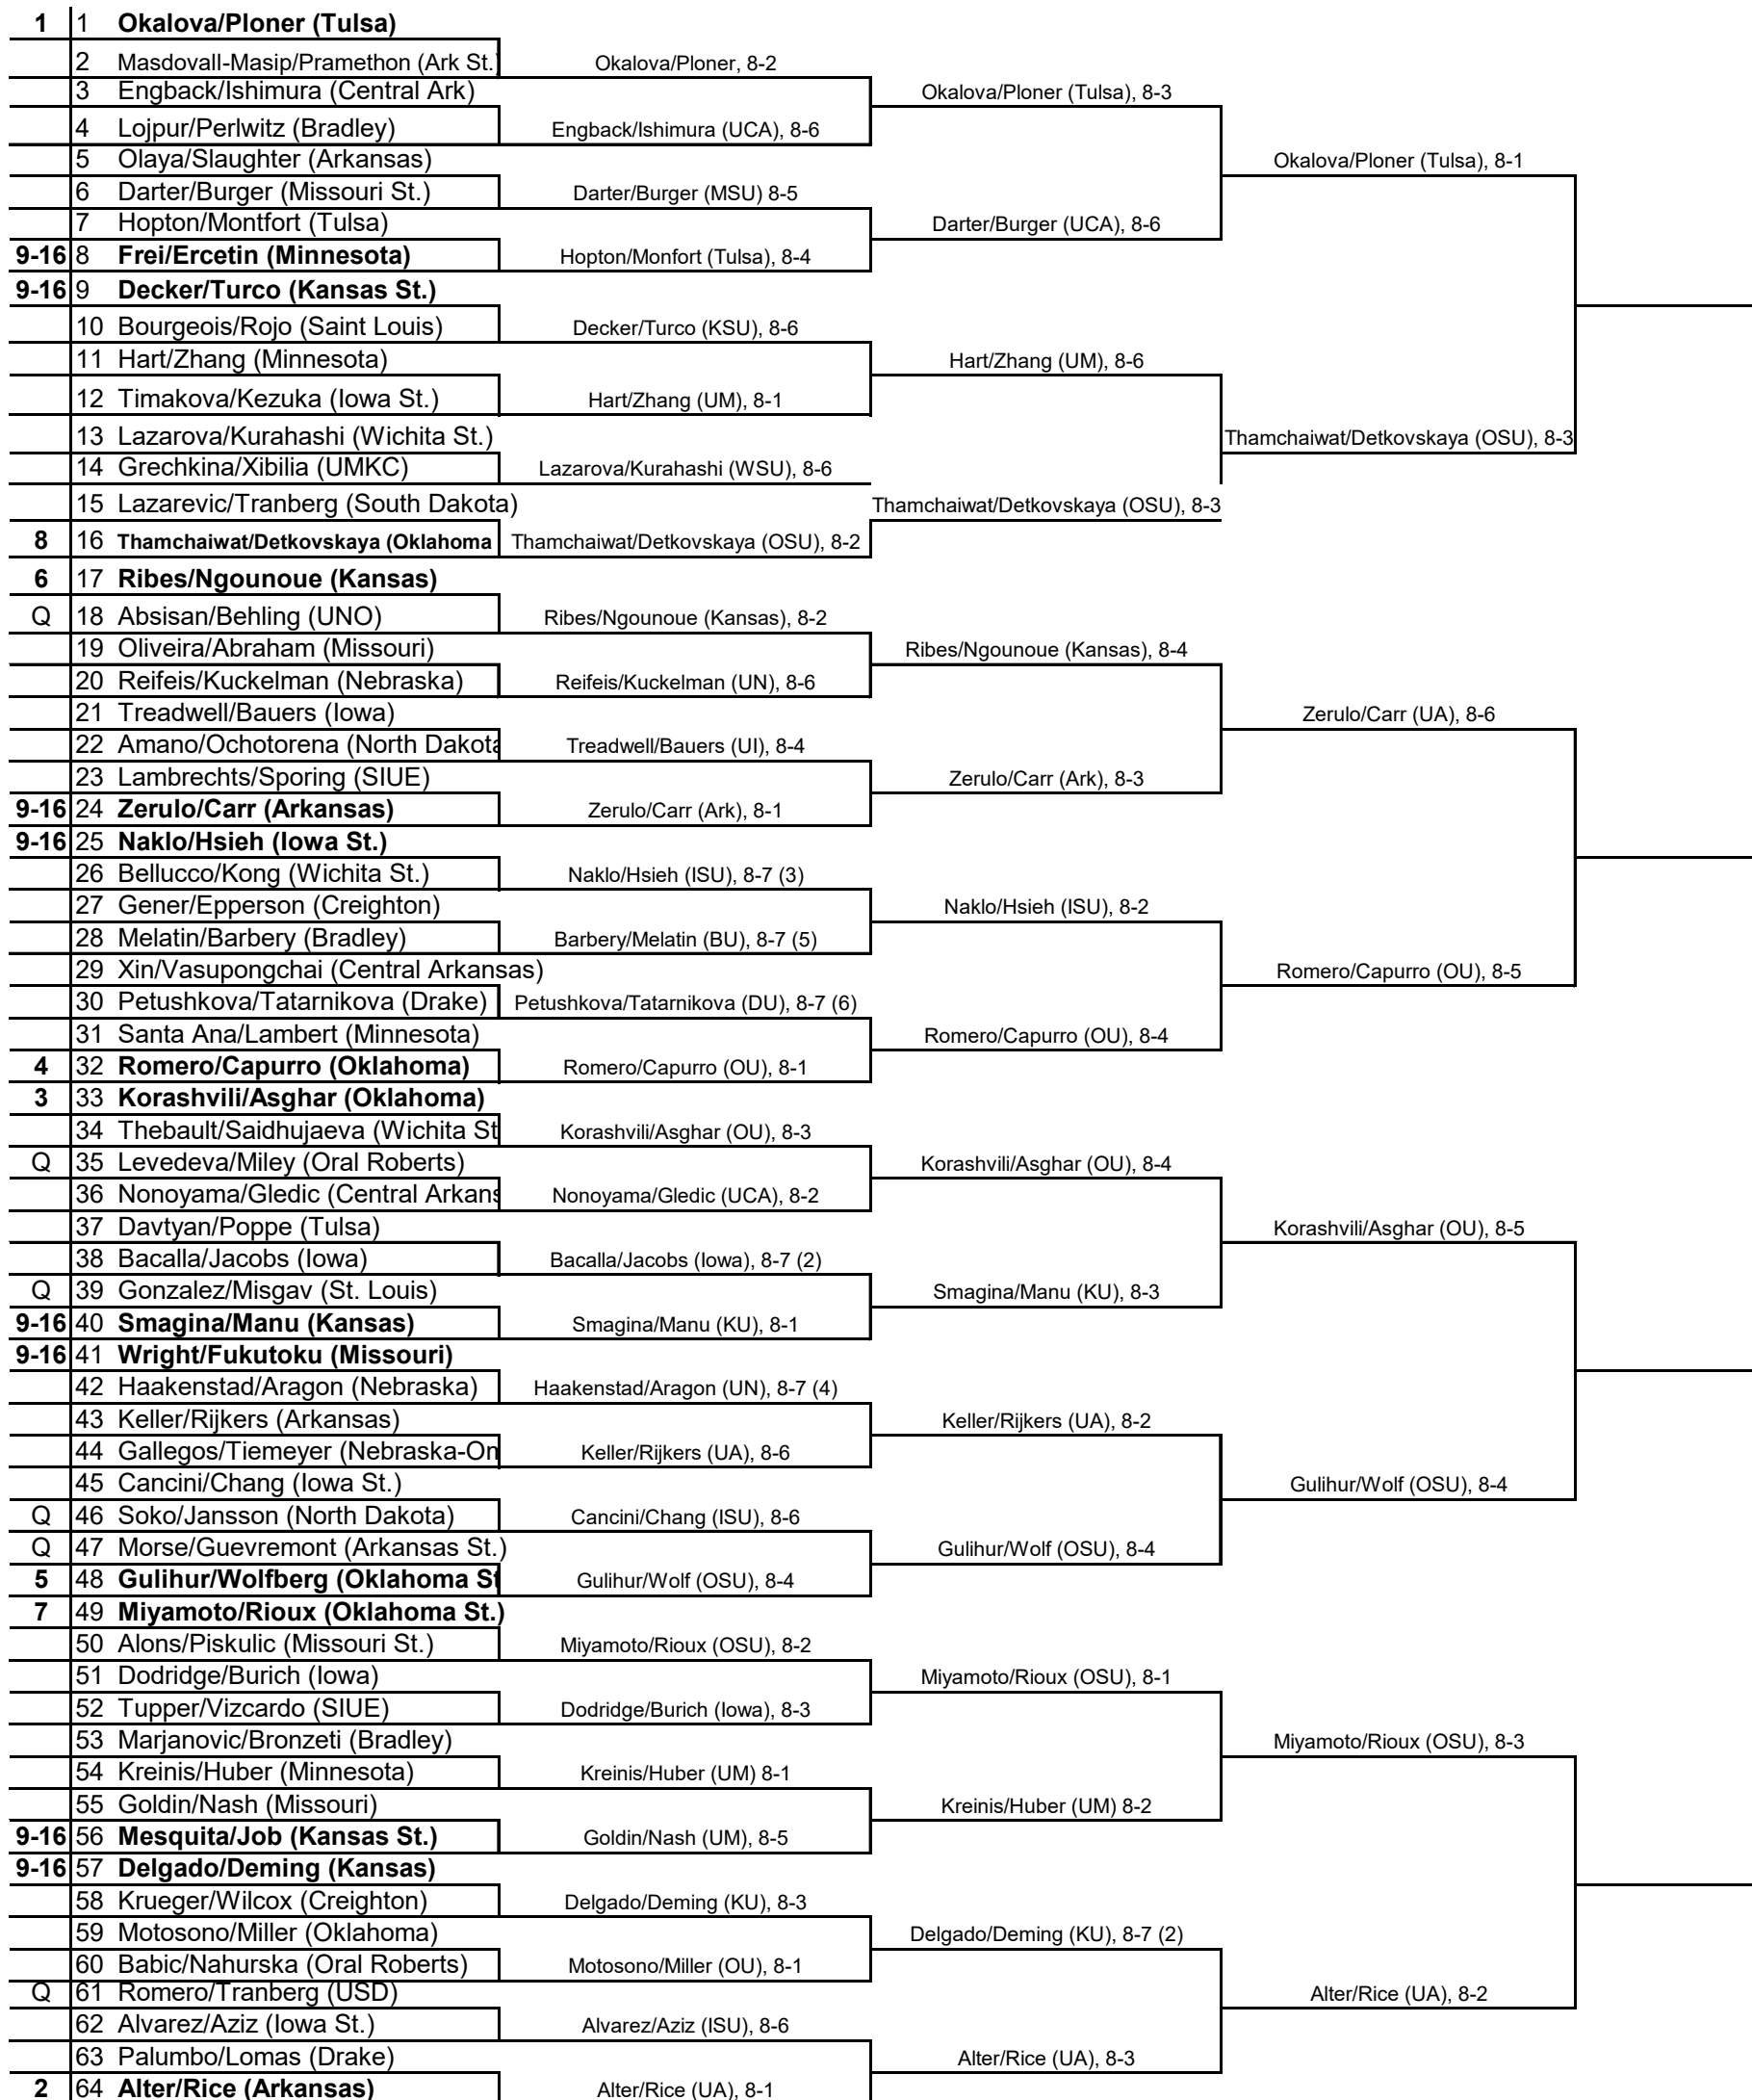 1 1 Okalova/Ploner (Tulsa)
2 Masdovall-Masip/Pramethon (Ark St.) Okalova/Ploner, 8-2
3 Engback/Ishimura (Central Ark) Okalova/Ploner (Tulsa), 8-3
4 Lojpur/Perlwitz (Bradley) Engback/Ishimura (UCA), 8-6
5 Olaya/Slaughter (Arkansas) Okalova/Ploner (Tulsa), 8-1
6 Darter/Burger (Missouri St.) Darter/Burger (MSU) 8-5
7 Hopton/Montfort (Tulsa) Darter/Burger (UCA), 8-6
9-16 8 Frei/Ercetin (Minnesota) Hopton/Monfort (Tulsa), 8-4
9-16 9 Decker/Turco (Kansas St.)
10 Bourgeois/Rojo (Saint Louis) Decker/Turco (KSU), 8-6
11 Hart/Zhang (Minnesota) Hart/Zhang (UM), 8-6
12 Timakova/Kezuka (Iowa St.) Hart/Zhang (UM), 8-1
13 Lazarova/Kurahashi (Wichita St.) Thamchaiwat/Detkovskaya (OSU), 8-3
14 Grechkina/Xibilia (UMKC) Lazarova/Kurahashi (WSU), 8-6
15 Lazarevic/Tranberg (South Dakota) Thamchaiwat/Detkovskaya (OSU), 8-3
8 16 Thamchaiwat/Detkovskaya (Oklahoma Thamchaiwat/Detkovskaya (OSU), 8-2
6 17 Ribes/Ngounoue (Kansas)
Q 18 Absisan/Behling (UNO) Ribes/Ngounoue (Kansas), 8-2
19 Oliveira/Abraham (Missouri) Ribes/Ngounoue (Kansas), 8-4
20 Reifeis/Kuckelman (Nebraska) Reifeis/Kuckelman (UN), 8-6
21 Treadwell/Bauers (Iowa) Zerulo/Carr (UA), 8-6
22 Amano/Ochotorena (North Dakota Treadwell/Bauers (UI), 8-4
23 Lambrechts/Sporing (SIUE) Zerulo/Carr (Ark), 8-3
9-16 24 Zerulo/Carr (Arkansas) Zerulo/Carr (Ark), 8-1
9-16 25 Naklo/Hsieh (Iowa St.)
26 Bellucco/Kong (Wichita St.) Naklo/Hsieh (ISU), 8-7 (3)
27 Gener/Epperson (Creighton) Naklo/Hsieh (ISU), 8-2
28 Melatin/Barbery (Bradley) Barbery/Melatin (BU), 8-7 (5)
29 Xin/Vasupongchai (Central Arkansas) Romero/Capurro (OU), 8-5
30 Petushkova/Tatarnikova (Drake) Petushkova/Tatarnikova (DU), 8-7 (6)
31 Santa Ana/Lambert (Minnesota) Romero/Capurro (OU), 8-4
4 32 Romero/Capurro (Oklahoma) Romero/Capurro (OU), 8-1
3 33 Korashvili/Asghar (Oklahoma)
34 Thebault/Saidhujaeva (Wichita St Korashvili/Asghar (OU), 8-3
Q 35 Levedeva/Miley (Oral Roberts) Korashvili/Asghar (OU), 8-4
36 Nonoyama/Gledic (Central Arkans Nonoyama/Gledic (UCA), 8-2
37 Davtyan/Poppe (Tulsa) Korashvili/Asghar (OU), 8-5
38 Bacalla/Jacobs (Iowa) Bacalla/Jacobs (Iowa), 8-7 (2)
Q 39 Gonzalez/Misgav (St. Louis) Smagina/Manu (KU), 8-3
9-16 40 Smagina/Manu (Kansas) Smagina/Manu (KU), 8-1
9-16 41 Wright/Fukutoku (Missouri)
42 Haakenstad/Aragon (Nebraska) Haakenstad/Aragon (UN), 8-7 (4)
43 Keller/Rijkers (Arkansas) Keller/Rijkers (UA), 8-2
44 Gallegos/Tiemeyer (Nebraska-Om Keller/Rijkers (UA), 8-6
45 Cancini/Chang (Iowa St.) Gulihur/Wolf (OSU), 8-4
Q 46 Soko/Jansson (North Dakota) Cancini/Chang (ISU), 8-6
Q 47 Morse/Guevremont (Arkansas St.) Gulihur/Wolf (OSU), 8-4
5 48 Gulihur/Wolfberg (Oklahoma St Gulihur/Wolf (OSU), 8-4
7 49 Miyamoto/Rioux (Oklahoma St.)
50 Alons/Piskulic (Missouri St.) Miyamoto/Rioux (OSU), 8-2
51 Dodridge/Burich (Iowa) Miyamoto/Rioux (OSU), 8-1
52 Tupper/Vizcardo (SIUE) Dodridge/Burich (Iowa), 8-3
53 Marjanovic/Bronzeti (Bradley) Miyamoto/Rioux (OSU), 8-3
54 Kreinis/Huber (Minnesota) Kreinis/Huber (UM) 8-1
55 Goldin/Nash (Missouri) Kreinis/Huber (UM) 8-2
9-16 56 Mesquita/Job (Kansas St.) Goldin/Nash (UM), 8-5
9-16 57 Delgado/Deming (Kansas)
58 Krueger/Wilcox (Creighton) Delgado/Deming (KU), 8-3
59 Motosono/Miller (Oklahoma) Delgado/Deming (KU), 8-7 (2)
60 Babic/Nahurska (Oral Roberts) Motosono/Miller (OU), 8-1
Q 61 Romero/Tranberg (USD) Alter/Rice (UA), 8-2
62 Alvarez/Aziz (Iowa St.) Alvarez/Aziz (ISU), 8-6
63 Palumbo/Lomas (Drake) Alter/Rice (UA), 8-3
2 64 Alter/Rice (Arkansas) Alter/Rice (UA), 8-1